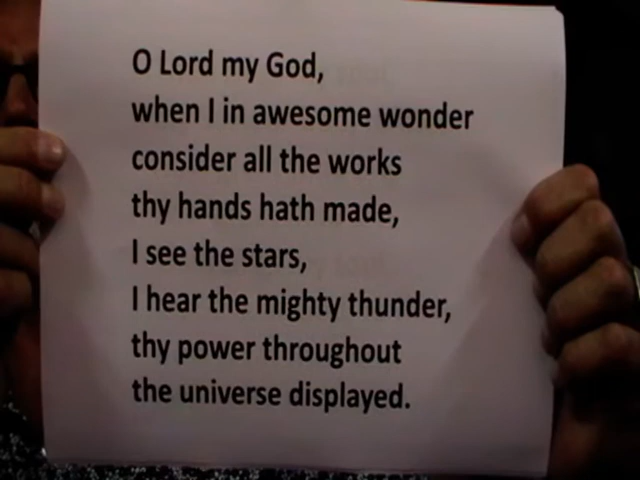 O Lord my God,
when I in awesome wonder
consider all the works
thy hands hath made,
I see the stars,
I hear the mighty thunder,
thy power throughout
the universe displayed.